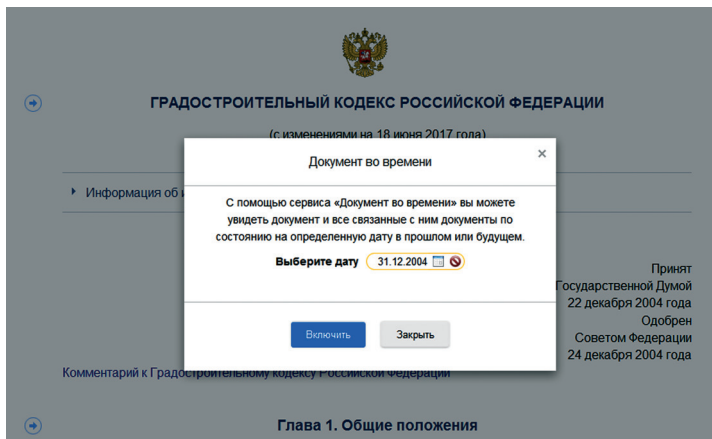 ГРАДОСТРОИТЕЛЬНЫЙ КОДЕКС РОССИЙСКОЙ ФЕДЕРАЦИИ
(с изменениями на 18 июня 2017 года)
Документ во времени
×
Информация об
С помощью сервиса «Документ во времени» вы можете
увидеть документ и все связанные с ним документы по
состоянию на определенную дату в прошлом или будущем.
Выберите дату 31.12.2004
Принят
Государственной Думой
22 декабря 2004 года
Одобрен
Советом Федерации
24 декабря 2004 года
Включить Закрыть
Комментарий к Градостроительному кодексу Российской Федерации
Глава 1. Общие положения